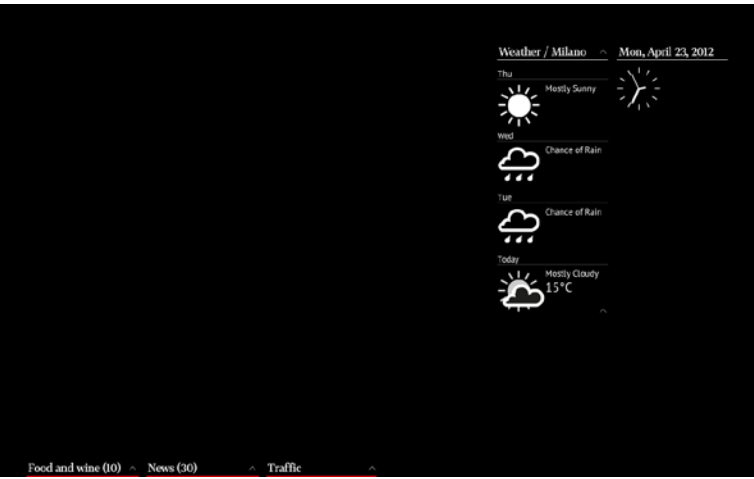 Weather / Milano
Mon, April 23, 2012
Thu
Mostly Sunny
Wed
Chance of Rain
Tue
Chance of Rain
Today
Mostly Cloudy
15°C
Food and wine (10)
News (30)
Traffic